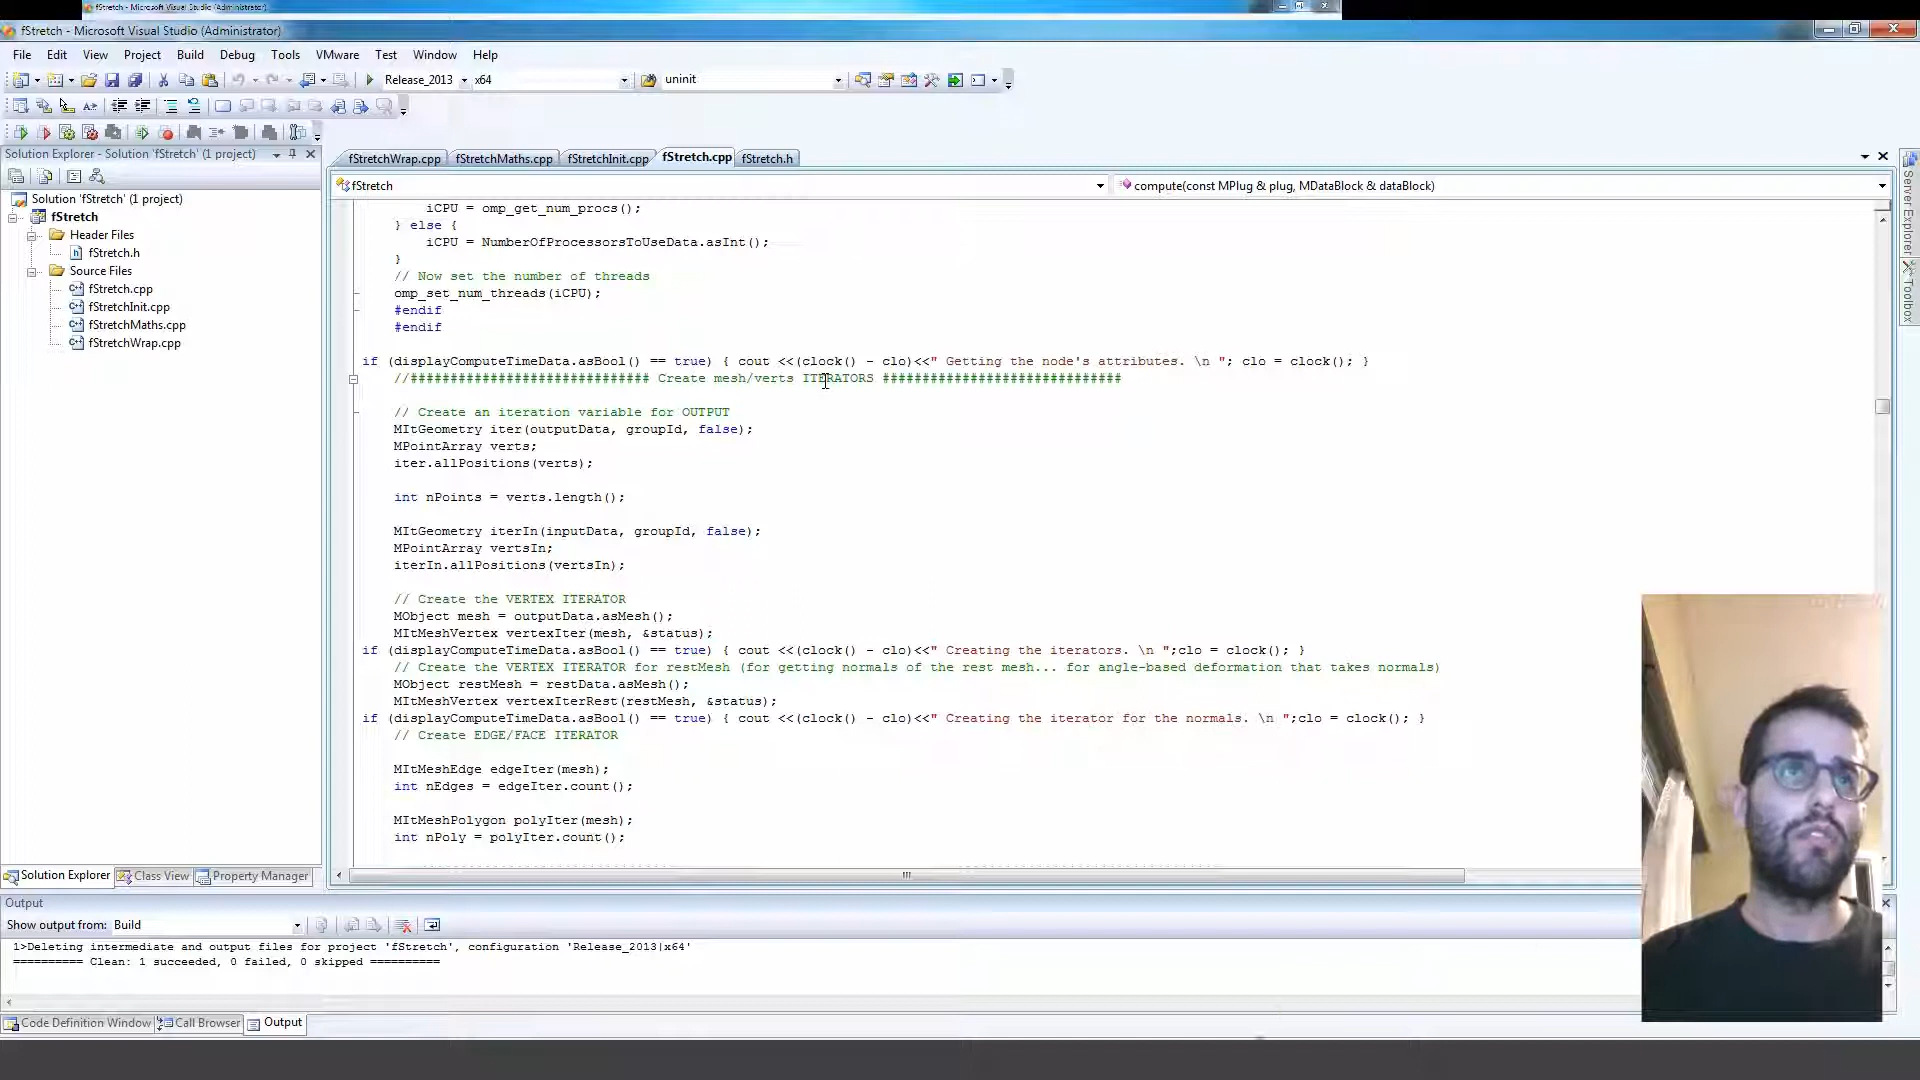 fStretch - Microsoft Visual Studio (Administrator)
fStretch - Microsoft Visual Studio (Administrator)
File Edit View Project Build Debug Tools VMware Test Window Help
Release_2013 x64 uninit
Solution Explorer - Solution 'fStretch' (1 project)
fStretchWrap.cpp fStretchMaths.cpp fStretchInit.cpp fStretch.cpp fStretch.h
fStretch compute(const MPlug & plug, MDataBlock & dataBlock)
Solution 'fStretch' (1 project)
fStretch
Header Files
fStretch.h
Source Files
fStretch.cpp
fStretchInit.cpp
fStretchMaths.cpp
fStretchWrap.cpp
iCPU = omp_get_num_procs();
} else {
iCPU = NumberOfProcessorsToUseData.asInt();
}
// Now set the number of threads
omp_set_num_threads(iCPU);
#endif
#endif
if (displayComputeTimeData.asBool() == true) { cout <<(clock() - clo)<<" Getting the node's attributes. \n "; clo = clock(); }
//############################## Create mesh/verts ITERATORS ##############################
// Create an iteration variable for OUTPUT
MItGeometry iter(outputData, groupId, false);
MPointArray verts;
iter.allPositions(verts);
int nPoints = verts.length();
MItGeometry iterIn(inputData, groupId, false);
MPointArray vertsIn;
iterIn.allPositions(vertsIn);
// Create the VERTEX ITERATOR
MObject mesh = outputData.asMesh();
MItMeshVertex vertexIter(mesh, &status);
if (displayComputeTimeData.asBool() == true) { cout <<(clock() - clo)<<" Creating the iterators. \n ";clo = clock(); }
// Create the VERTEX ITERATOR for restMesh (for getting normals of the rest mesh... for angle-based deformation that takes normals)
MObject restMesh = restData.asMesh();
MItMeshVertex vertexIterRest(restMesh, &status);
if (displayComputeTimeData.asBool() == true) { cout <<(clock() - clo)<<" Creating the iterator for the normals. \n ";clo = clock(); }
// Create EDGE/FACE ITERATOR
MItMeshEdge edgeIter(mesh);
int nEdges = edgeIter.count();
MItMeshPolygon polyIter(mesh);
int nPoly = polyIter.count();
Server Explorer
Toolbox
Solution Explorer Class View Property Manager
Output
Show output from: Build
1>Deleting intermediate and output files for project 'fStretch', configuration 'Release_2013|x64'
========== Clean: 1 succeeded, 0 failed, 0 skipped ==========
Code Definition Window Call Browser Output